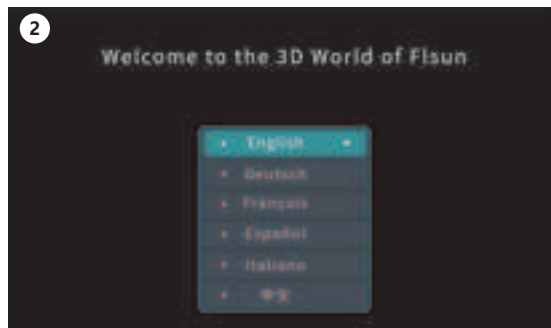 2
Welcome to the 3D World of Flsun
English
Deutsch
Français
Español
Italiano
中文